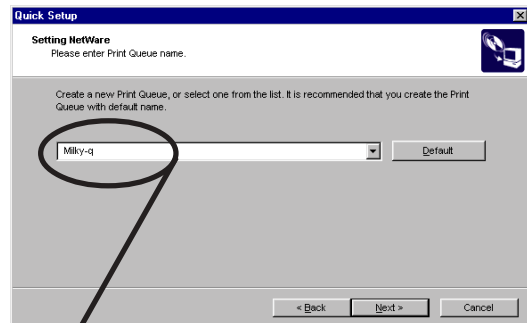 Quick Setup
Setting NetWare
Please enter Print Queue name.
Create a new Print Queue, or select one from the list. It is recommended that you create the Print
Queue with default name.
Milky-q
Default
< Back
Next >
Cancel